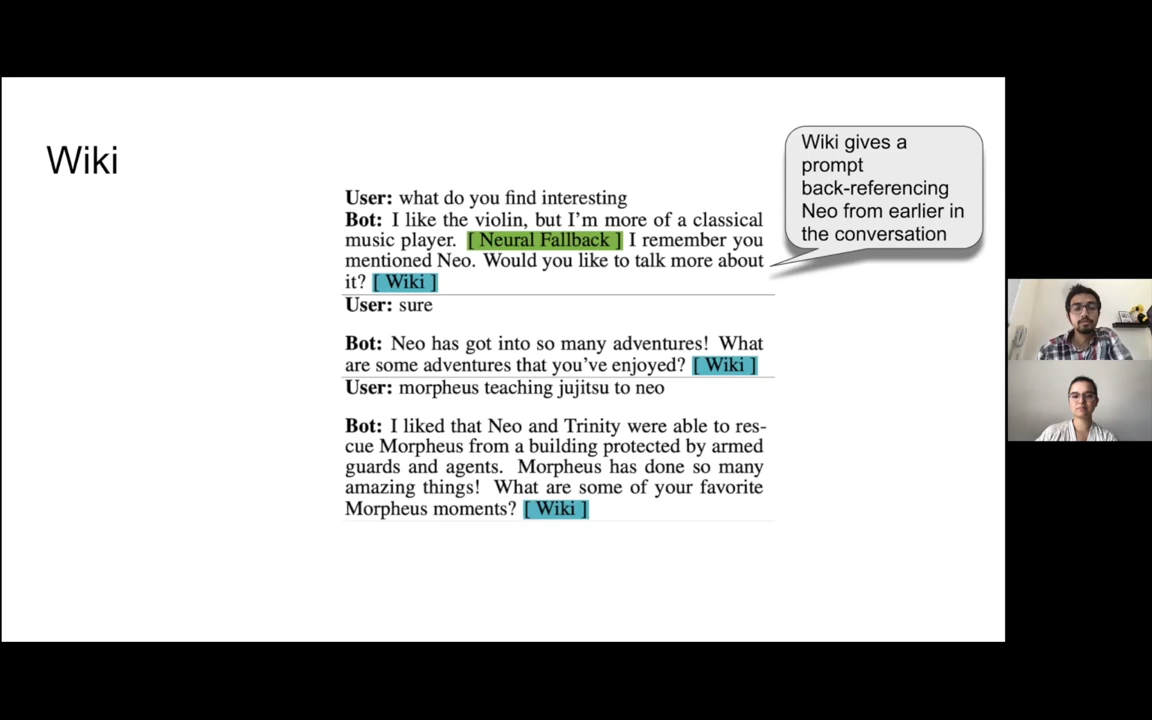 Wiki
User: what do you find interesting
Bot: I like the violin, but I'm more of a classical
music player. [ Neural Fallback ] I remember you
mentioned Neo. Would you like to talk more about
it? [ Wiki ]
User: sure
Bot: Neo has got into so many adventures! What
are some adventures that you've enjoyed? [ Wiki ]
User: morpheus teaching jujitsu to neo
Bot: I liked that Neo and Trinity were able to res-
cue Morpheus from a building protected by armed
guards and agents. Morpheus has done so many
amazing things! What are some of your favorite
Morpheus moments? [ Wiki ]
Wiki gives a
prompt
back-referencing
Neo from earlier in
the conversation